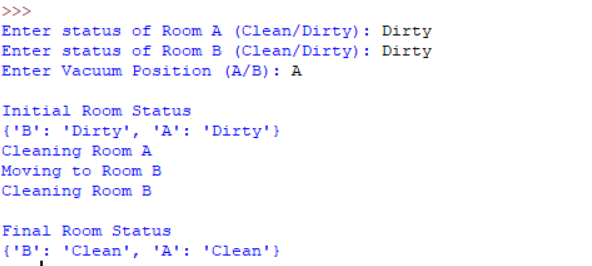 >>>
Enter status of Room A (Clean/Dirty): Dirty
Enter status of Room B (Clean/Dirty): Dirty
Enter Vacuum Position (A/B): A
Initial Room Status
{'B': 'Dirty', 'A': 'Dirty'}
Cleaning Room A
Moving to Room B
Cleaning Room B
Final Room Status
{'B': 'Clean', 'A': 'Clean'}